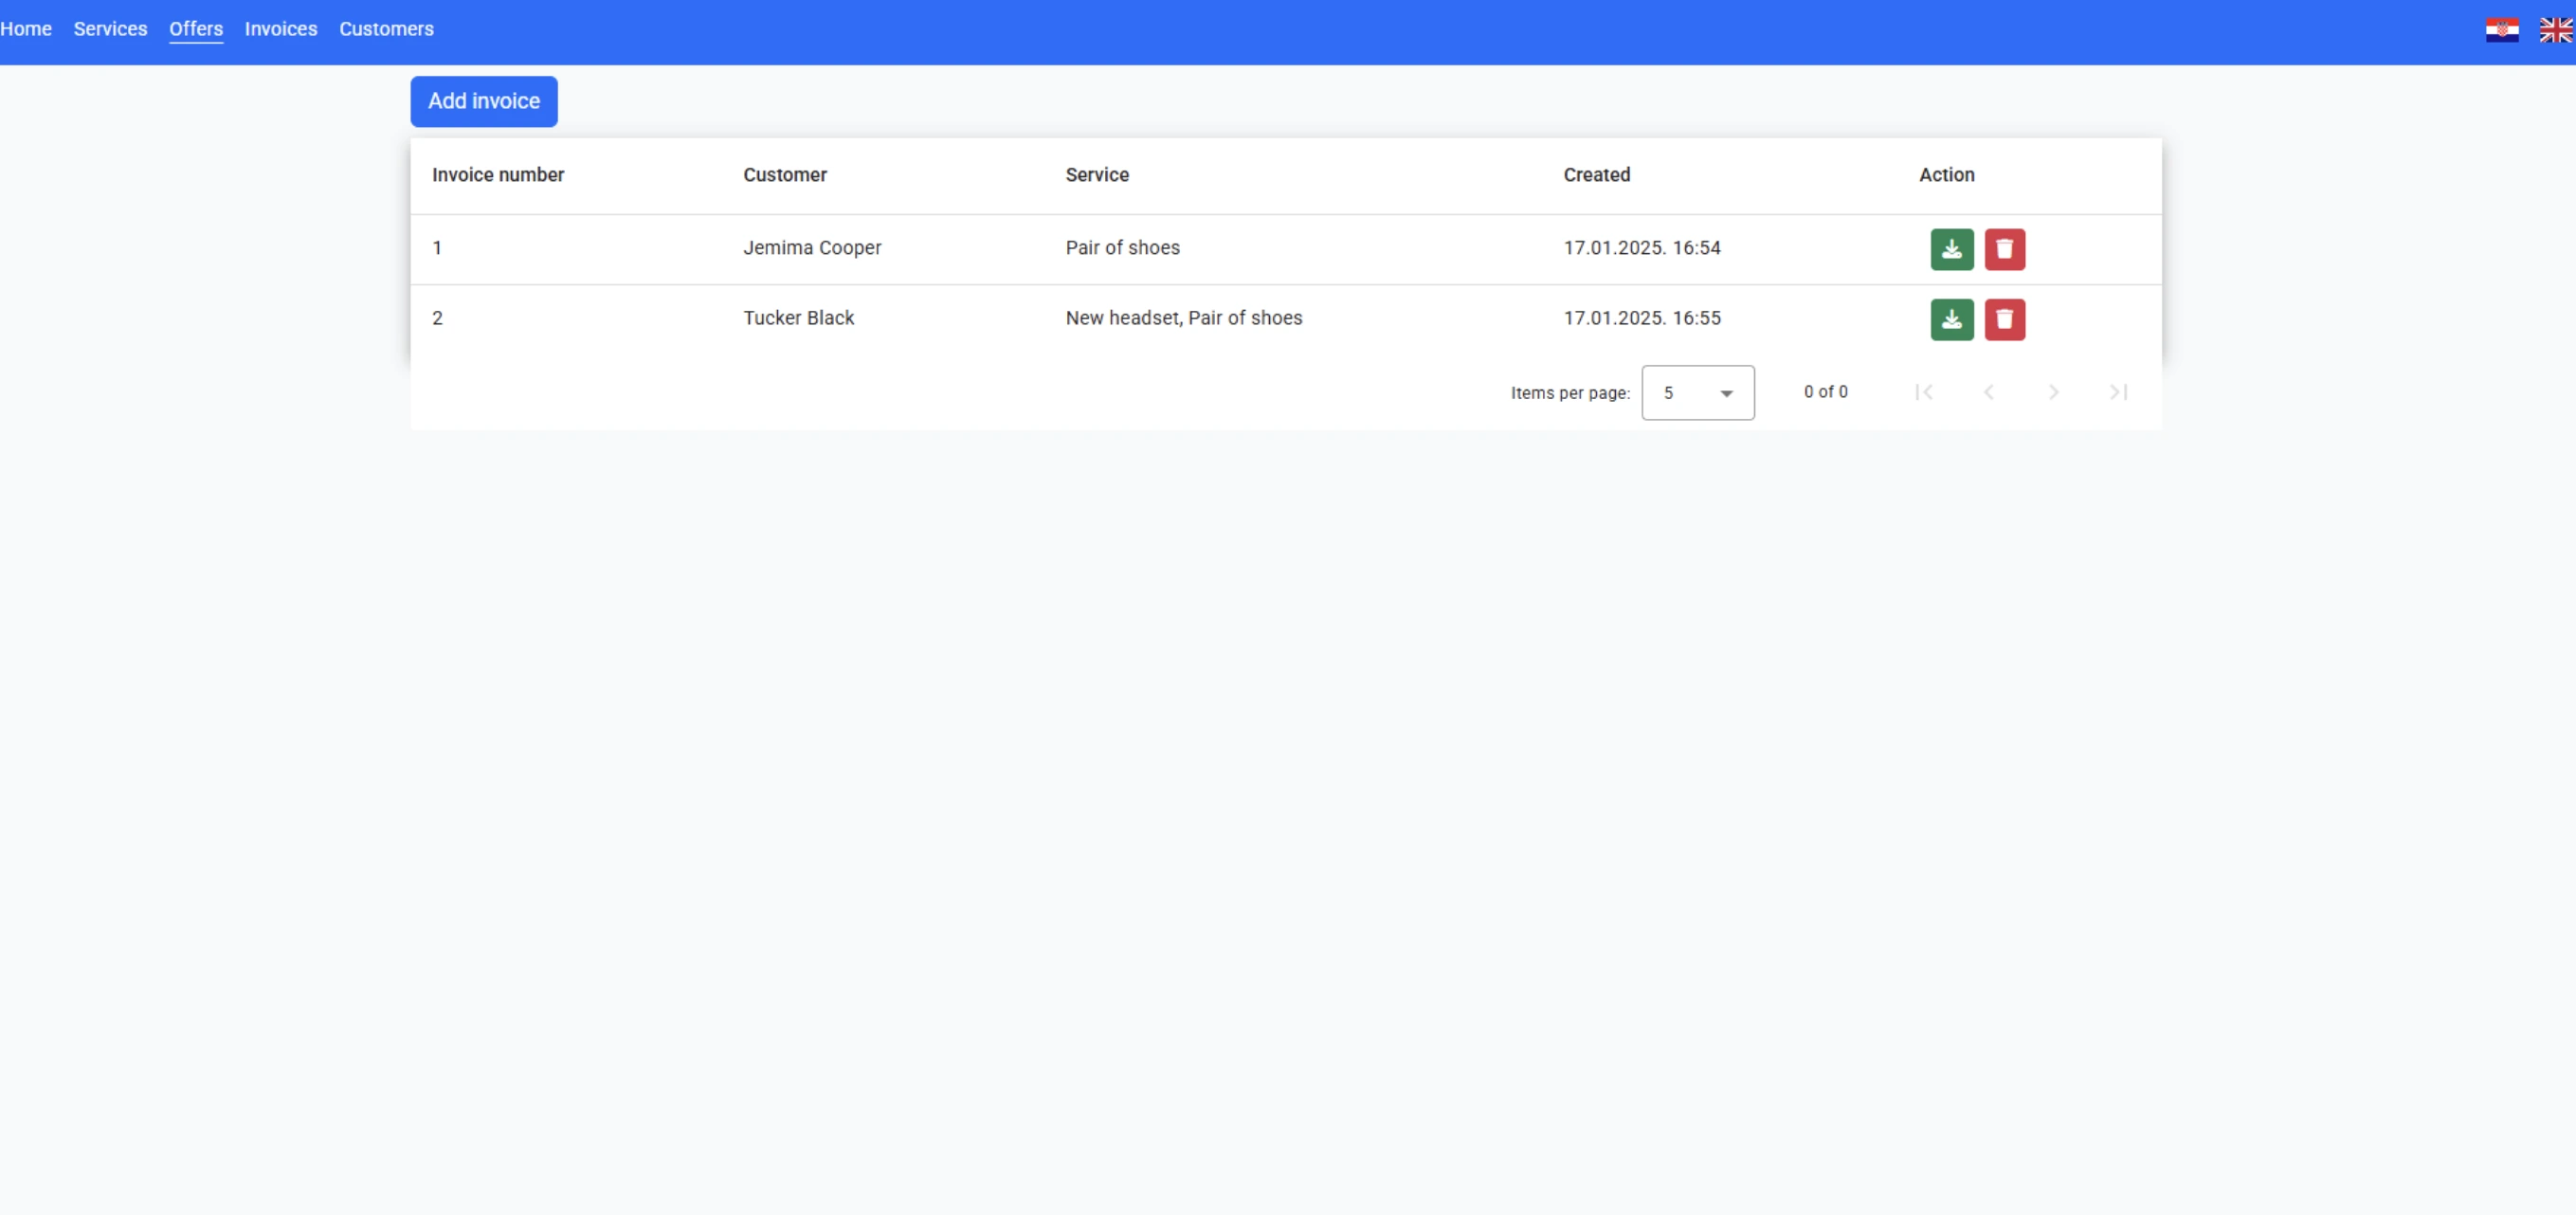 Home Services Offers Invoices Customers
Add invoice
Invoice number Customer Service Created Action
1 Jemima Cooper Pair of shoes 17.01.2025. 16:54
2 Tucker Black New headset, Pair of shoes 17.01.2025. 16:55
Items per page: 5 0 of 0